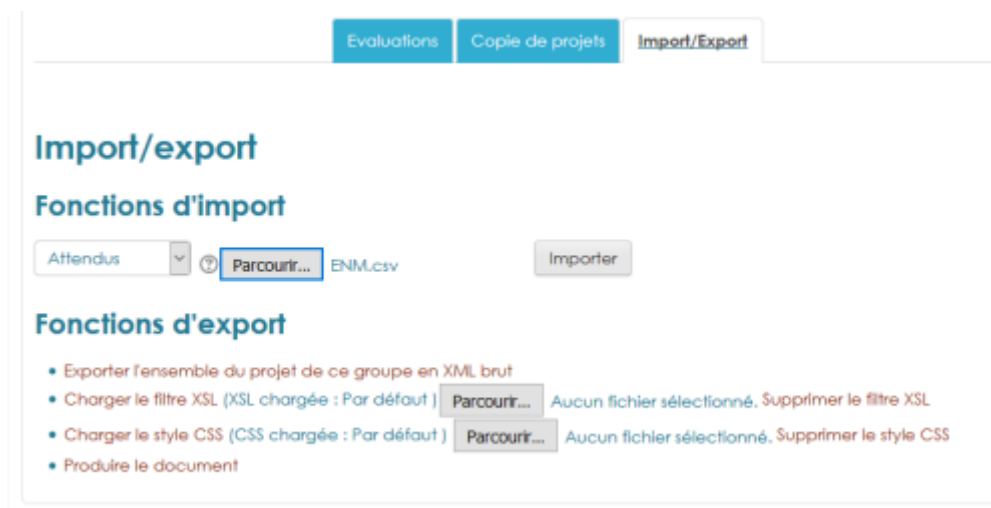 Evaluations Copie de projets Import/Export
Import/export
Fonctions d'import
Attendus ? Parcourir... ENM.csv Importer
Fonctions d'export
• Exporter l'ensemble du projet de ce groupe en XML brut
• Charger le filtre XSL (XSL chargée : Par défaut ) Parcourir... Aucun fichier sélectionné. Supprimer le filtre XSL
• Charger le style CSS (CSS chargée : Par défaut ) Parcourir... Aucun fichier sélectionné. Supprimer le style CSS
• Produire le document